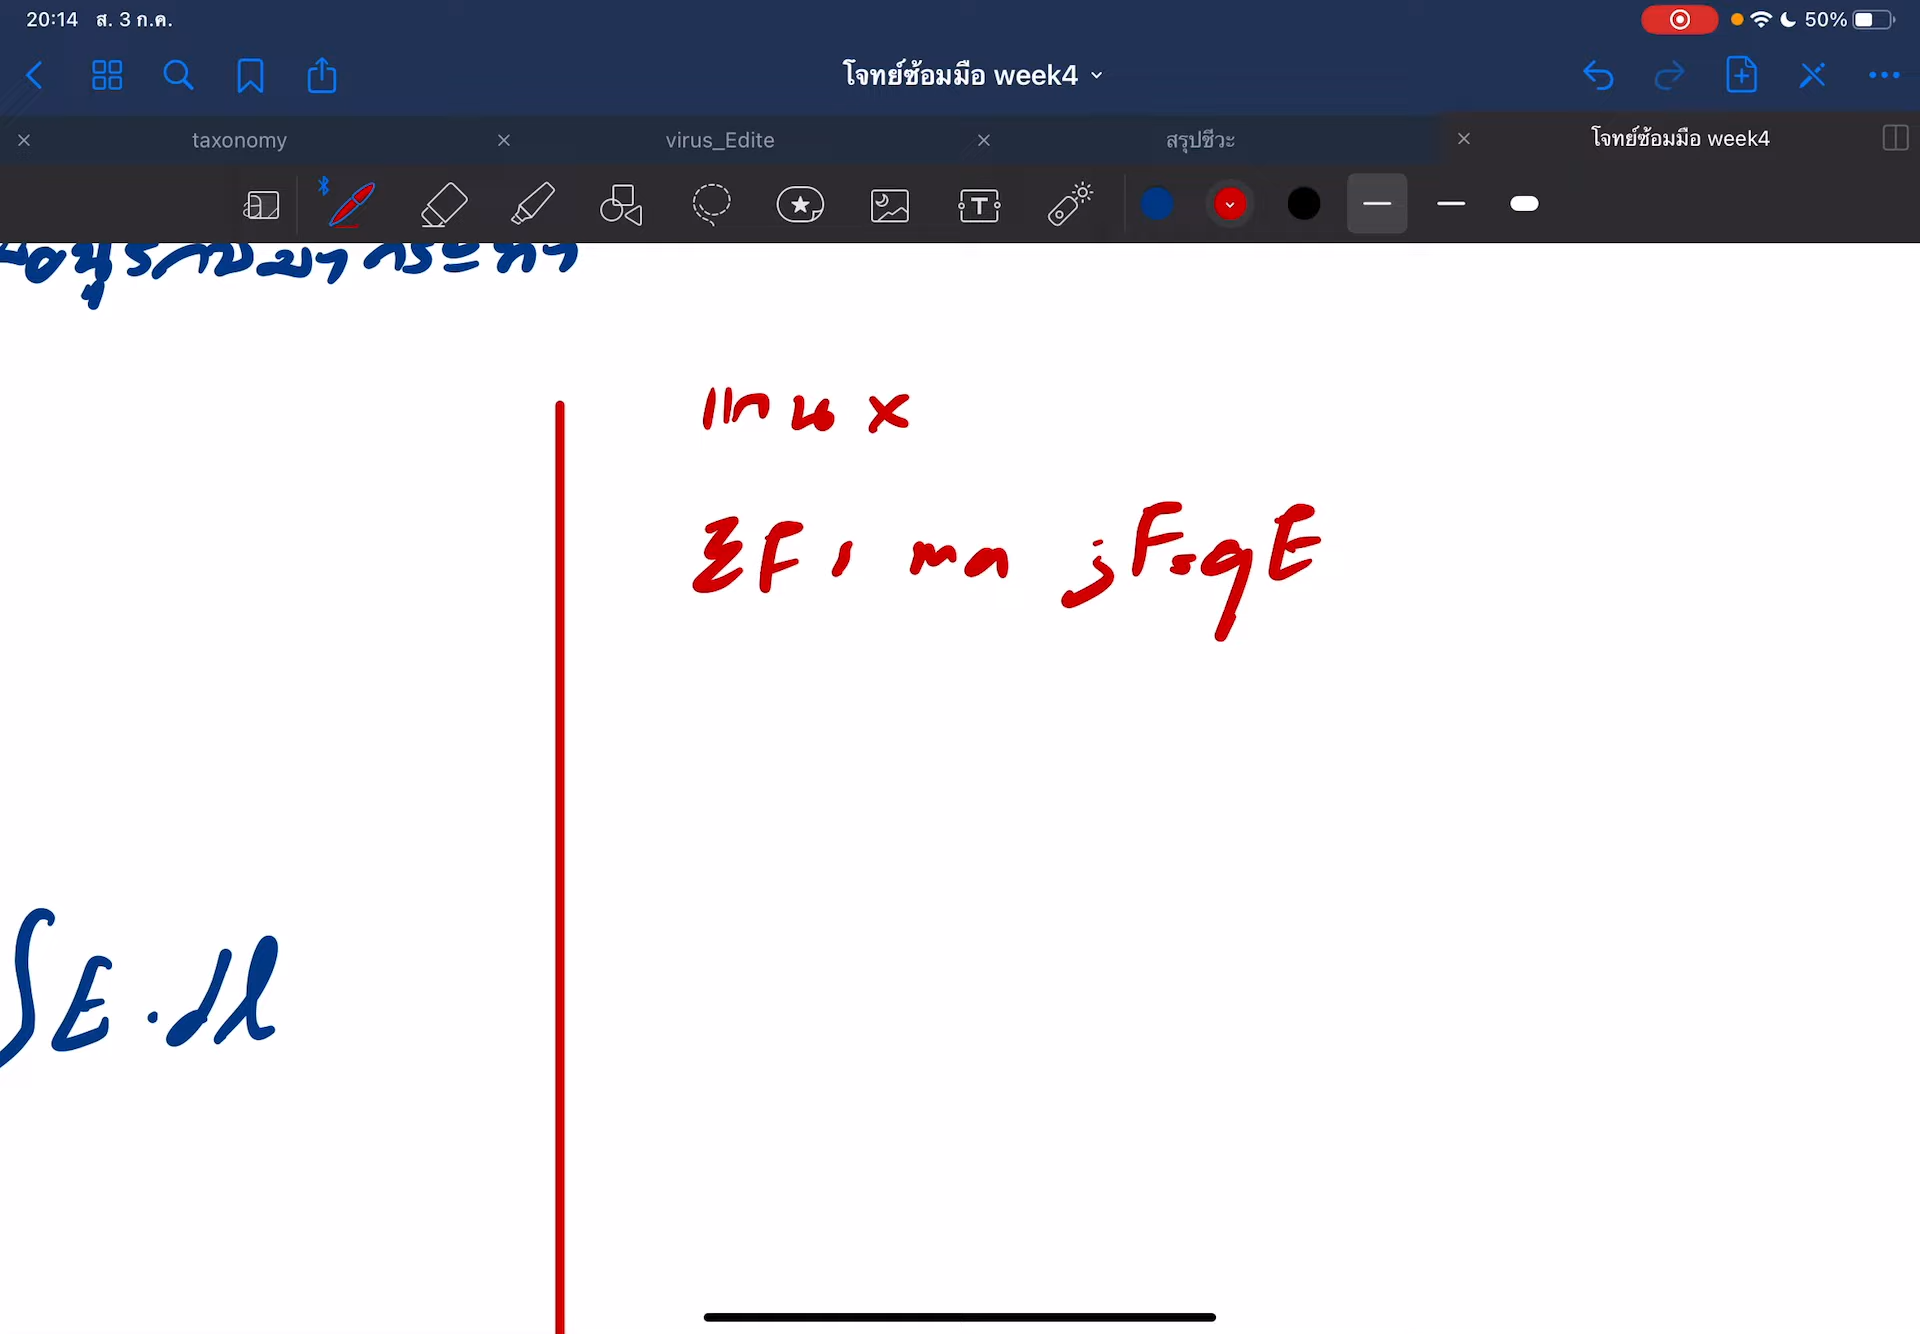 20:14 ส. 3 ก.ค.
50%
โจทย์ซ้อมมือ week4
taxonomy
virus_Edite
สรุปชีวะ
โจทย์ซ้อมมือ week4
แกน x
ΣF = ma ; F = qE
∫E · dl